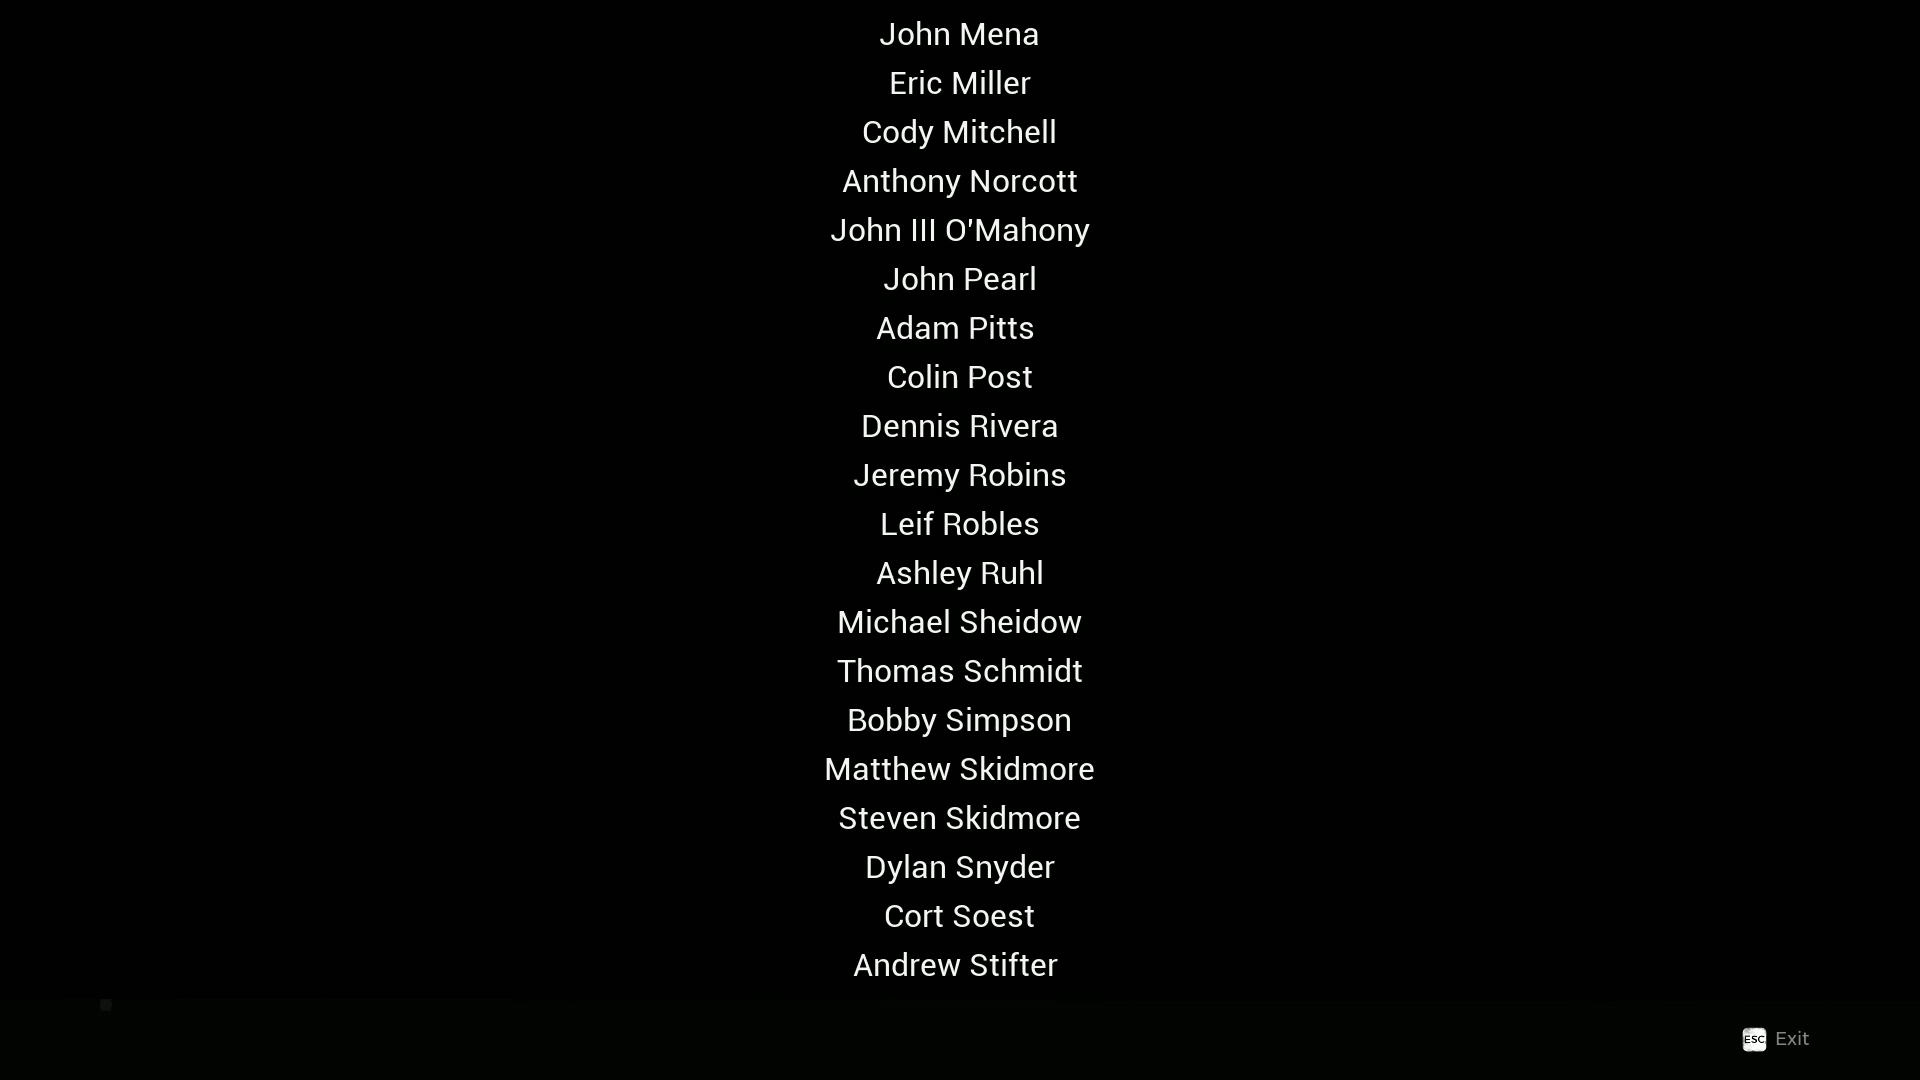 John Mena
Eric Miller
Cody Mitchell
Anthony Norcott
John III O'Mahony
John Pearl
Adam Pitts
Colin Post
Dennis Rivera
Jeremy Robins
Leif Robles
Ashley Ruhl
Michael Sheidow
Thomas Schmidt
Bobby Simpson
Matthew Skidmore
Steven Skidmore
Dylan Snyder
Cort Soest
Andrew Stifter
ESC Exit